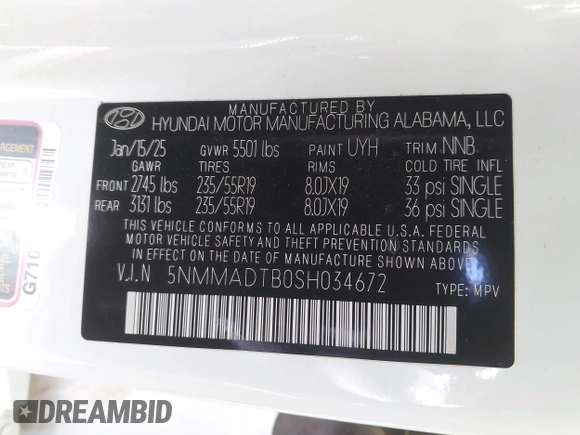 MANUFACTURED BY
HYUNDAI MOTOR MANUFACTURING ALABAMA, LLC
Jan/15/25 GVWR 5501 lbs PAINT UYH TRIM NNB
GAWR TIRES RIMS COLD TIRE INFL
FRONT 2745 lbs 235/55R19 8.0JX19 33 psi SINGLE
REAR 3131 lbs 235/55R19 8.0JX19 36 psi SINGLE
THIS VEHICLE CONFORMS TO ALL APPLICABLE U.S.A. FEDERAL
MOTOR VEHICLE SAFETY AND THEFT PREVENTION STANDARDS
IN EFFECT ON THE DATE OF MANUFACTURE SHOWN ABOVE.
V.I.N 5NMMADTB0SH034672
TYPE: MPV
G710
DREAMBID